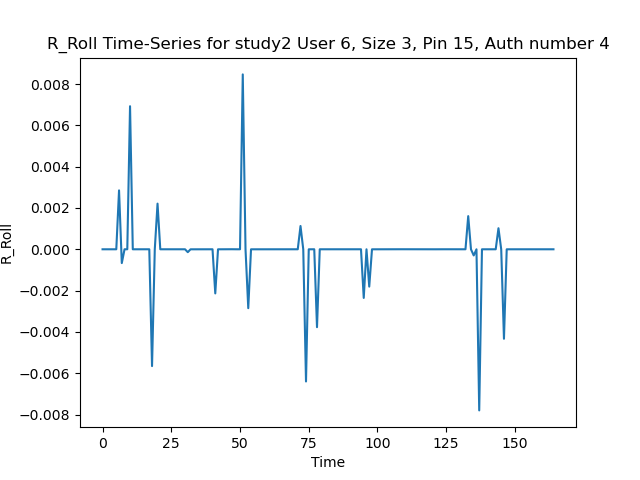 R_Roll Time-Series for study2 User 6, Size 3, Pin 15, Auth number 4
0.008
0.006
0.004
0.002
0.000
−0.002
−0.004
−0.006
−0.008
R_Roll
0 25 50 75 100 125 150
Time